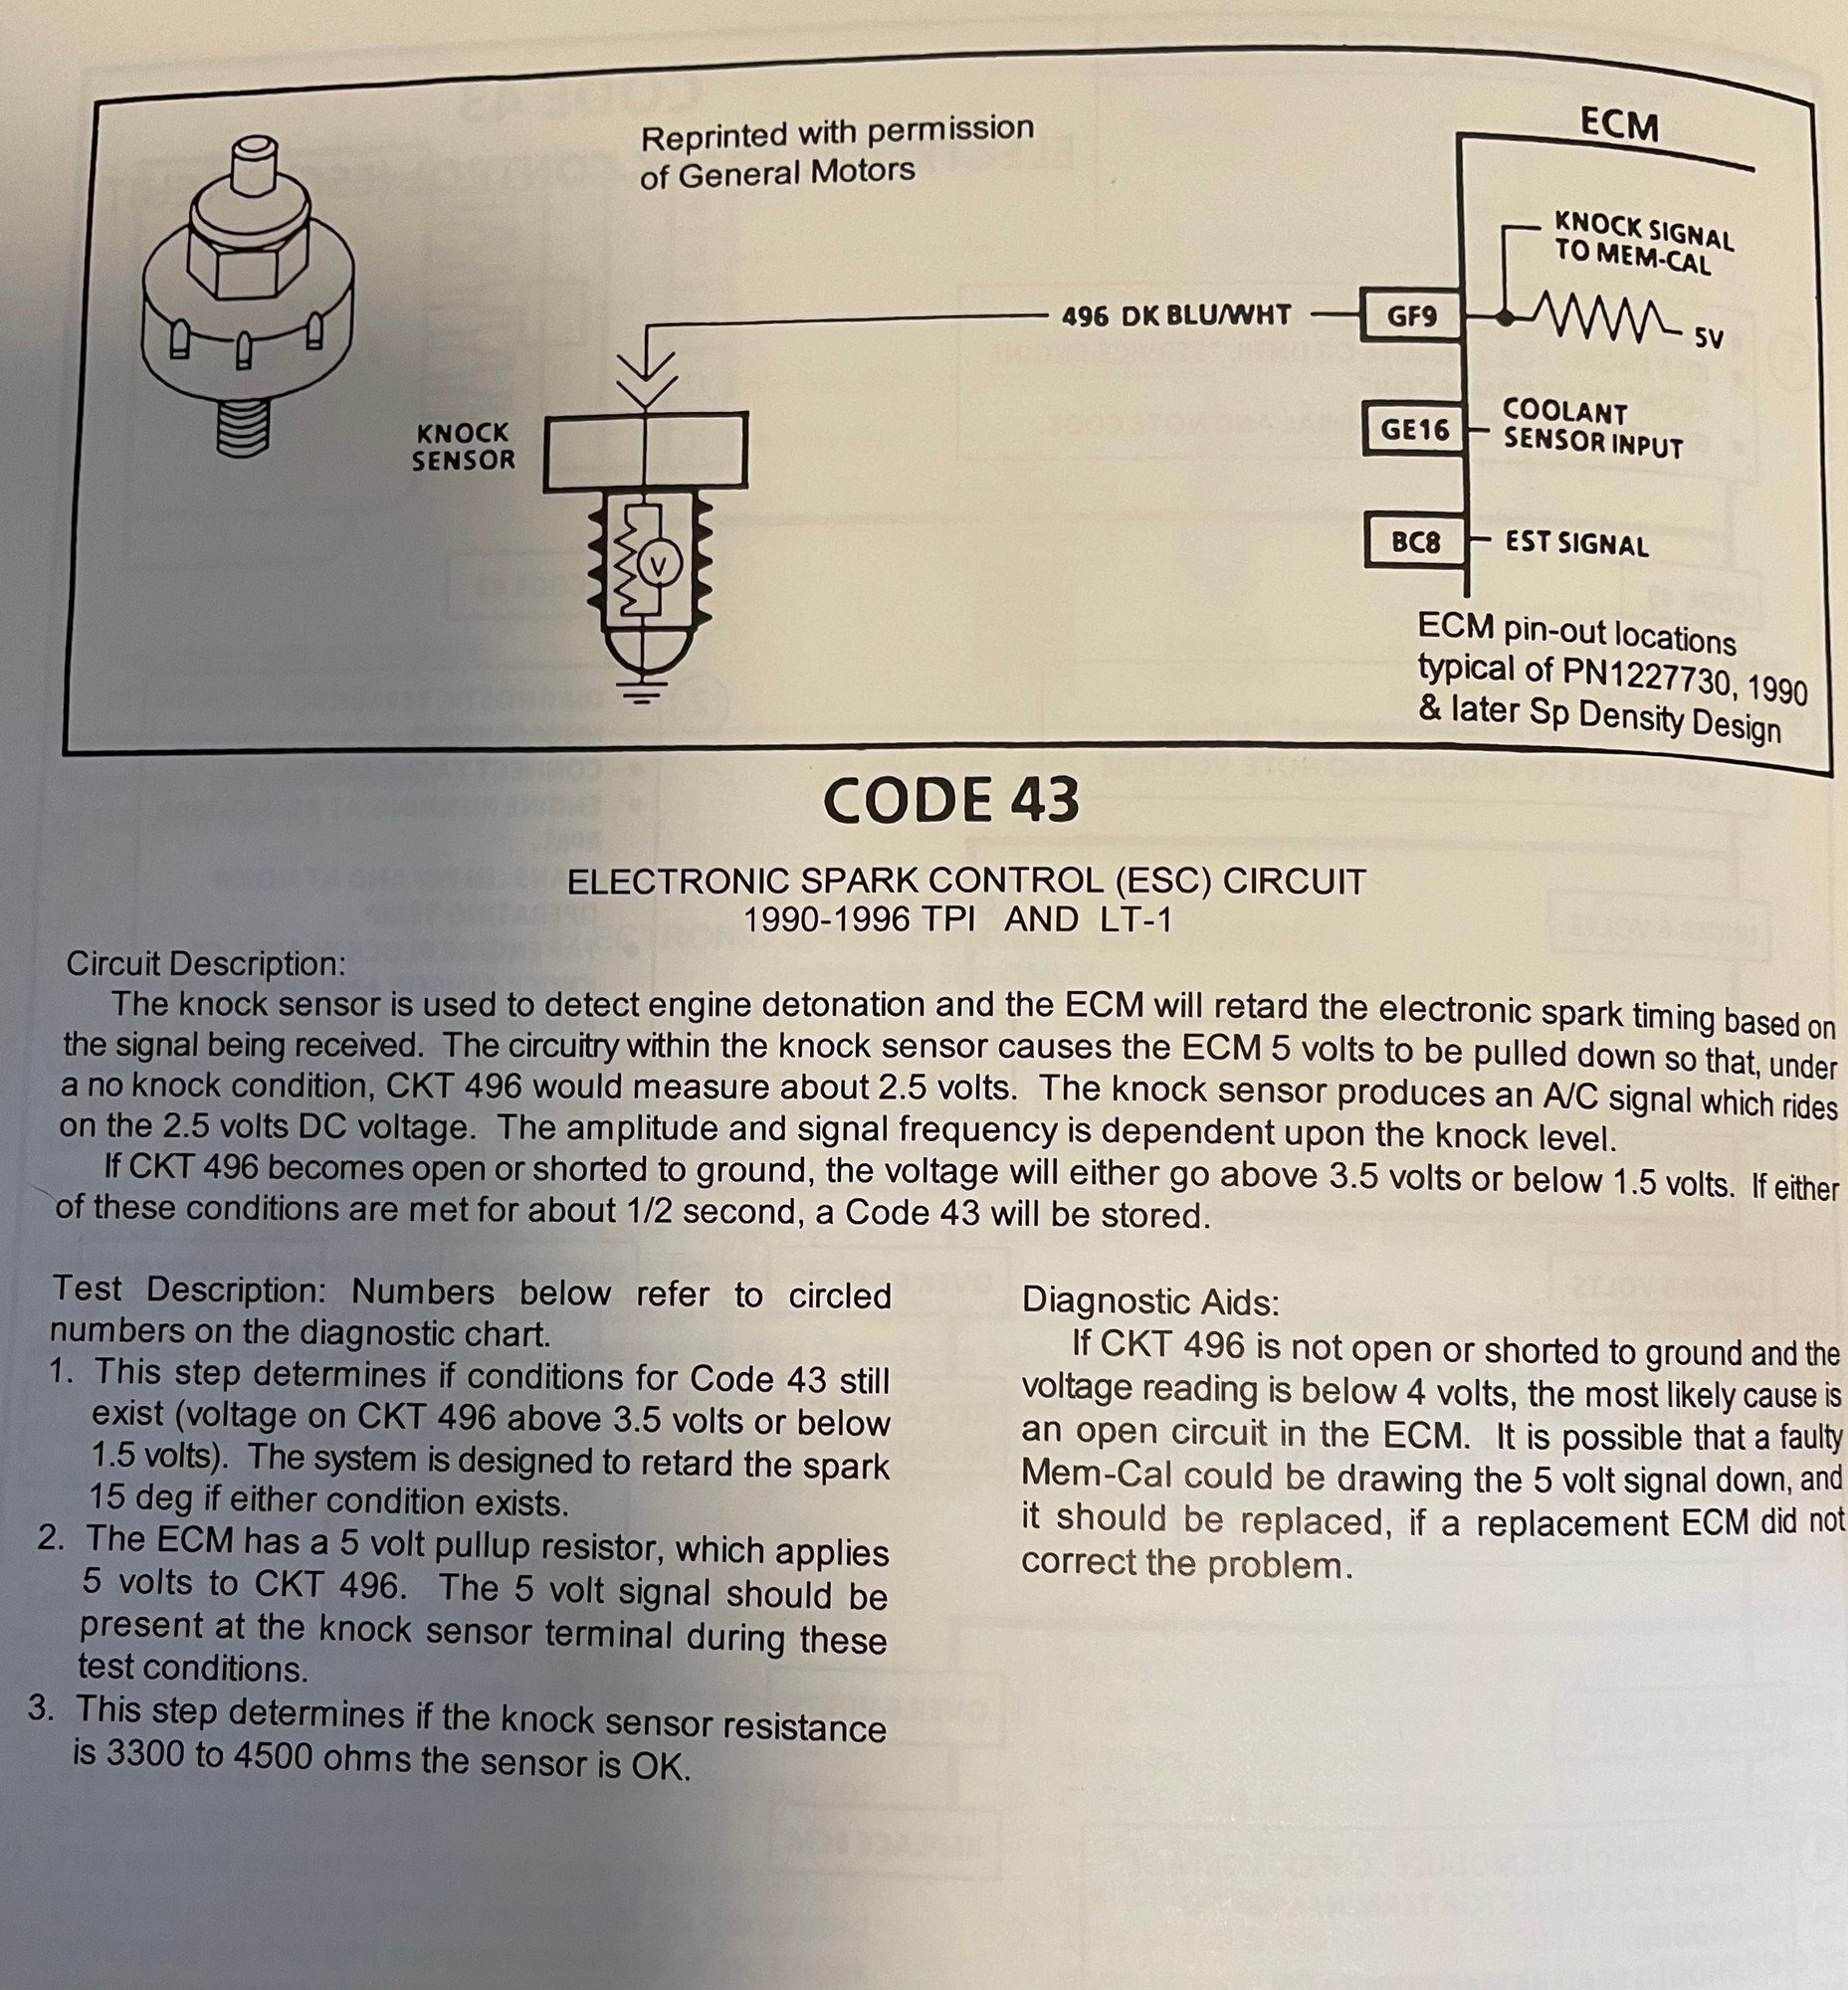 Reprinted with permission
of General Motors
ECM
KNOCK SIGNAL
TO MEM-CAL
496 DK BLU/WHT
GF9
5V
KNOCK
SENSOR
GE16
COOLANT
SENSOR INPUT
V
BC8
EST SIGNAL
ECM pin-out locations
typical of PN1227730, 1990
& later Sp Density Design
CODE 43
ELECTRONIC SPARK CONTROL (ESC) CIRCUIT
1990-1996 TPI AND LT-1
Circuit Description:
The knock sensor is used to detect engine detonation and the ECM will retard the electronic spark timing based on
the signal being received. The circuitry within the knock sensor causes the ECM 5 volts to be pulled down so that, under
a no knock condition, CKT 496 would measure about 2.5 volts. The knock sensor produces an A/C signal which rides
on the 2.5 volts DC voltage. The amplitude and signal frequency is dependent upon the knock level.
If CKT 496 becomes open or shorted to ground, the voltage will either go above 3.5 volts or below 1.5 volts. If either
of these conditions are met for about 1/2 second, a Code 43 will be stored.
Test Description: Numbers below refer to circled
numbers on the diagnostic chart.
1. This step determines if conditions for Code 43 still
exist (voltage on CKT 496 above 3.5 volts or below
1.5 volts). The system is designed to retard the spark
15 deg if either condition exists.
2. The ECM has a 5 volt pullup resistor, which applies
5 volts to CKT 496. The 5 volt signal should be
present at the knock sensor terminal during these
test conditions.
3. This step determines if the knock sensor resistance
is 3300 to 4500 ohms the sensor is OK.
Diagnostic Aids:
If CKT 496 is not open or shorted to ground and the
voltage reading is below 4 volts, the most likely cause is
an open circuit in the ECM. It is possible that a faulty
Mem-Cal could be drawing the 5 volt signal down, and
it should be replaced, if a replacement ECM did not
correct the problem.